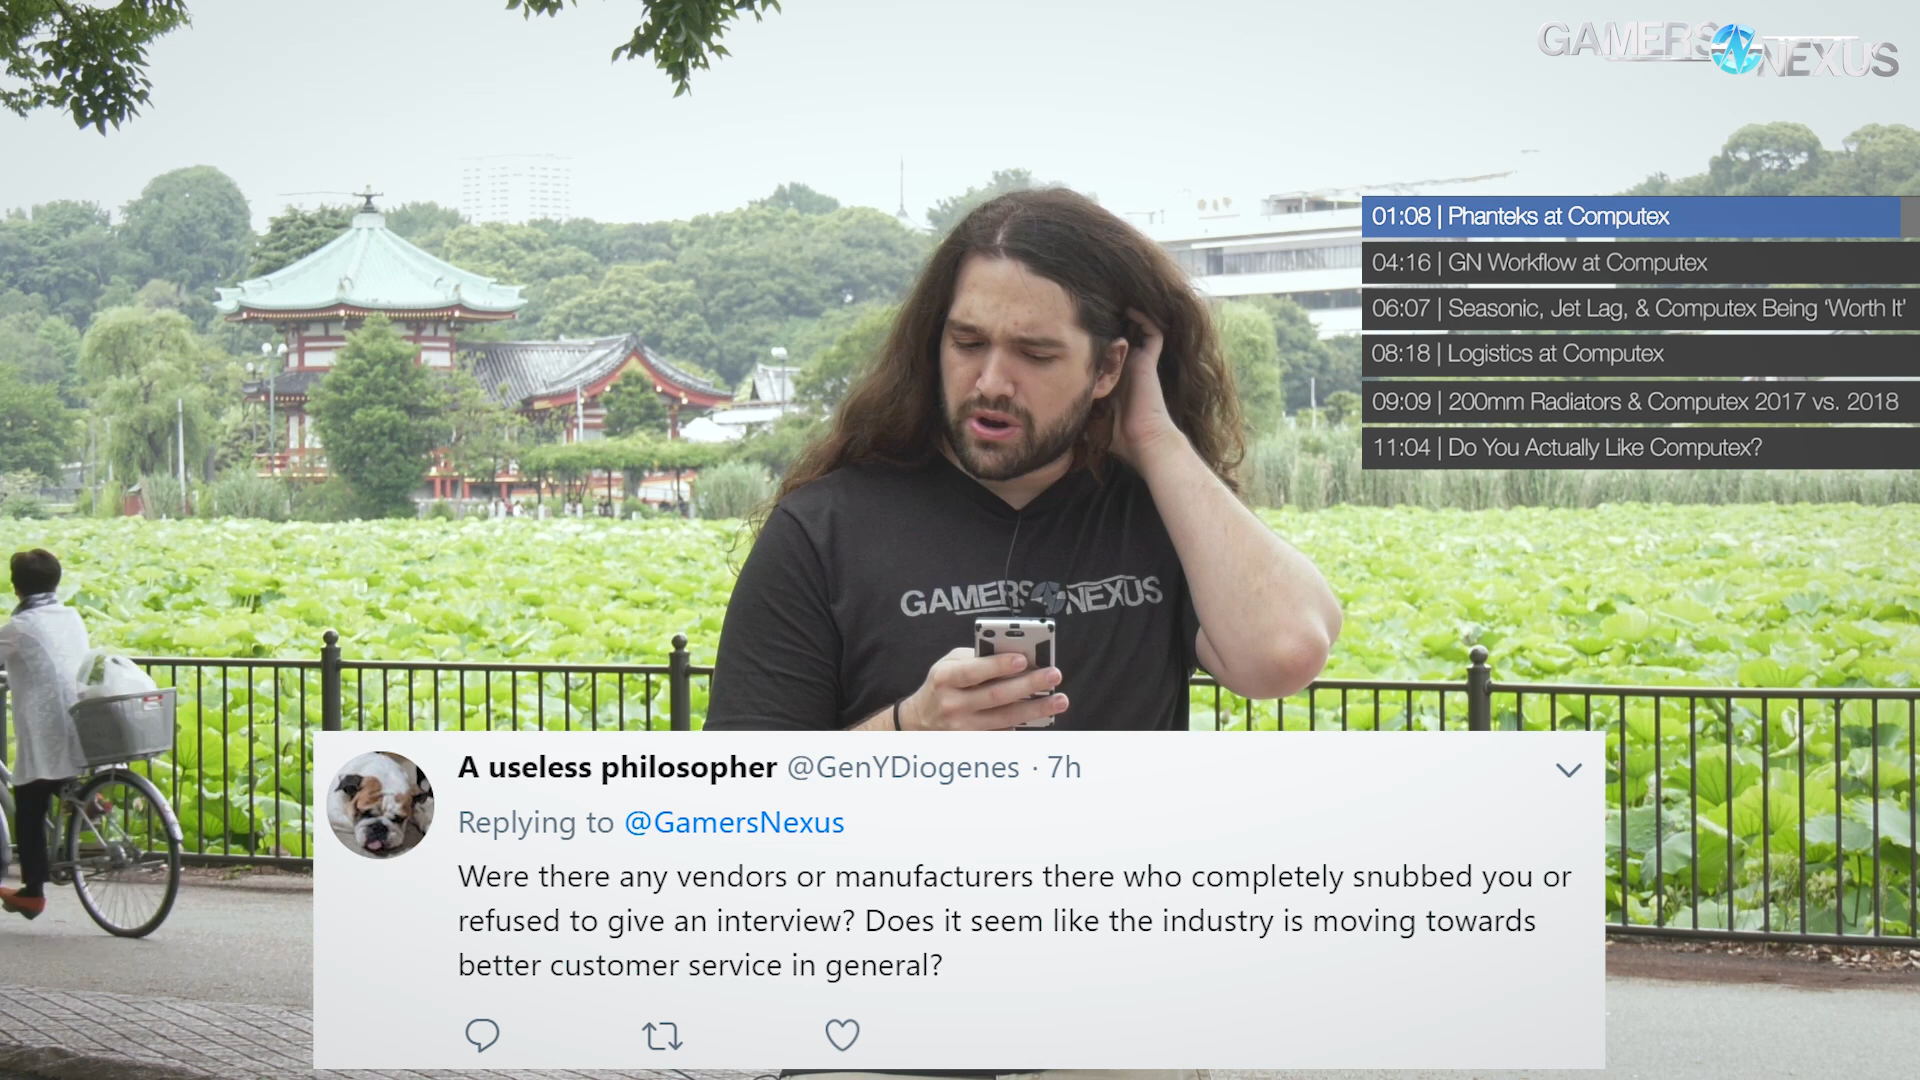 GAMERS NEXUS
01:08 | Phanteks at Computex
04:16 | GN Workflow at Computex
06:07 | Seasonic, Jet Lag, & Computex Being 'Worth It'
08:18 | Logistics at Computex
09:09 | 200mm Radiators & Computex 2017 vs. 2018
11:04 | Do You Actually Like Computex?
GAMERS NEXUS
A useless philosopher @GenYDiogenes · 7h
Replying to @GamersNexus
Were there any vendors or manufacturers there who completely snubbed you or
refused to give an interview? Does it seem like the industry is moving towards
better customer service in general?